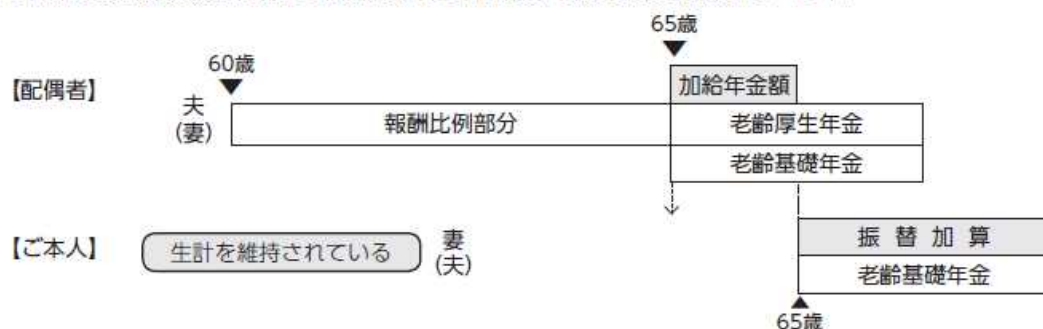 65歳
60歳
【配偶者】
加給年金額
夫
(妻)
報酬比例部分
老齢厚生年金
老齢基礎年金
【ご本人】
生計を維持されている
妻
(夫)
振替加算
老齢基礎年金
65歳